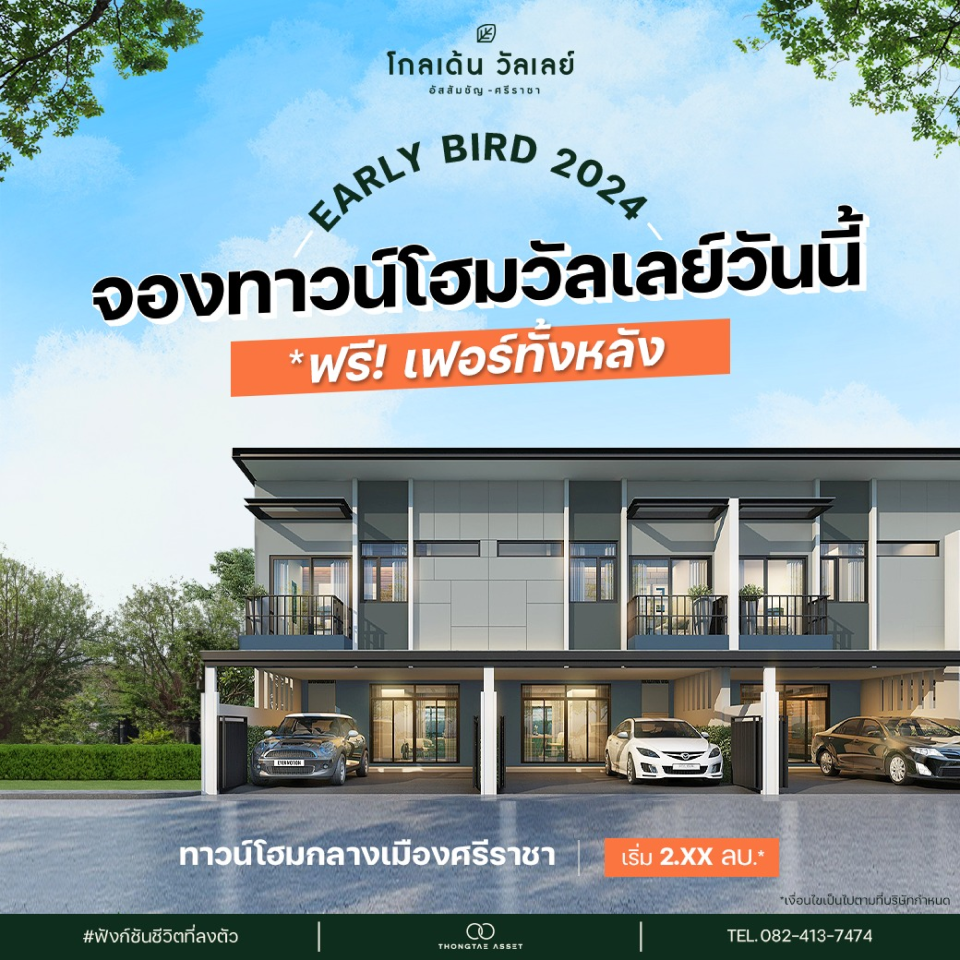 โกลเด้น วัลเลย์
อัสสัมชัญ - ศรีราชา
EARLY BIRD 2024
จองทาวน์โฮมวัลเลย์วันนี้
*ฟรี! เฟอร์ทั้งหลัง
EYEN MOTION
ทาวน์โฮมกลางเมืองศรีราชา | เริ่ม 2.XX ลบ.*
*เงื่อนไขเป็นไปตามที่บริษัทกำหนด
#ฟังก์ชันชีวิตที่ลงตัว
THONGTAE ASSET
TEL. 082-413-7474